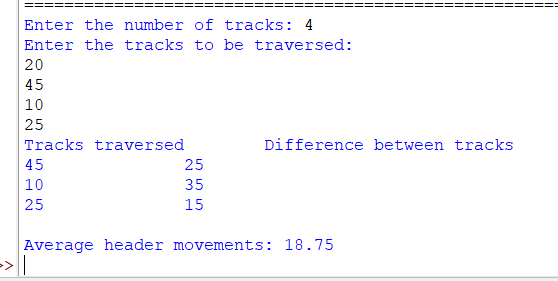 Enter the number of tracks: 4
Enter the tracks to be traversed:
20
45
10
25
Tracks traversed        Difference between tracks
45              25
10              35
25              15
Average header movements: 18.75
>>